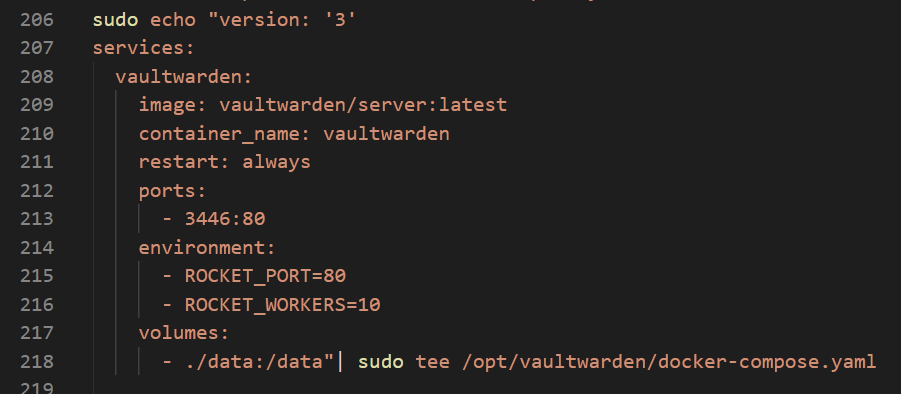 206 sudo echo "version: '3'
207 services:
208   vaultwarden:
209     image: vaultwarden/server:latest
210     container_name: vaultwarden
211     restart: always
212     ports:
213       - 3446:80
214     environment:
215       - ROCKET_PORT=80
216       - ROCKET_WORKERS=10
217     volumes:
218       - ./data:/data"| sudo tee /opt/vaultwarden/docker-compose.yaml
219